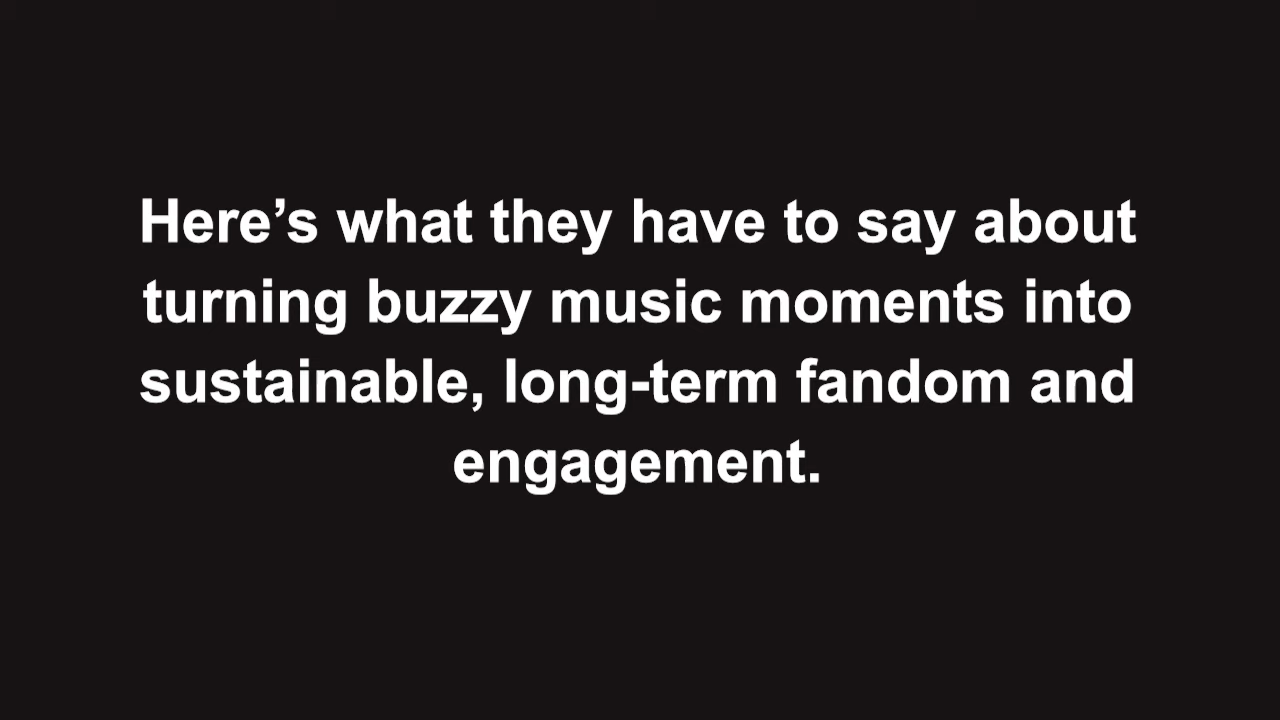 Here’s what they have to say about
turning buzzy music moments into
sustainable, long-term fandom and
engagement.